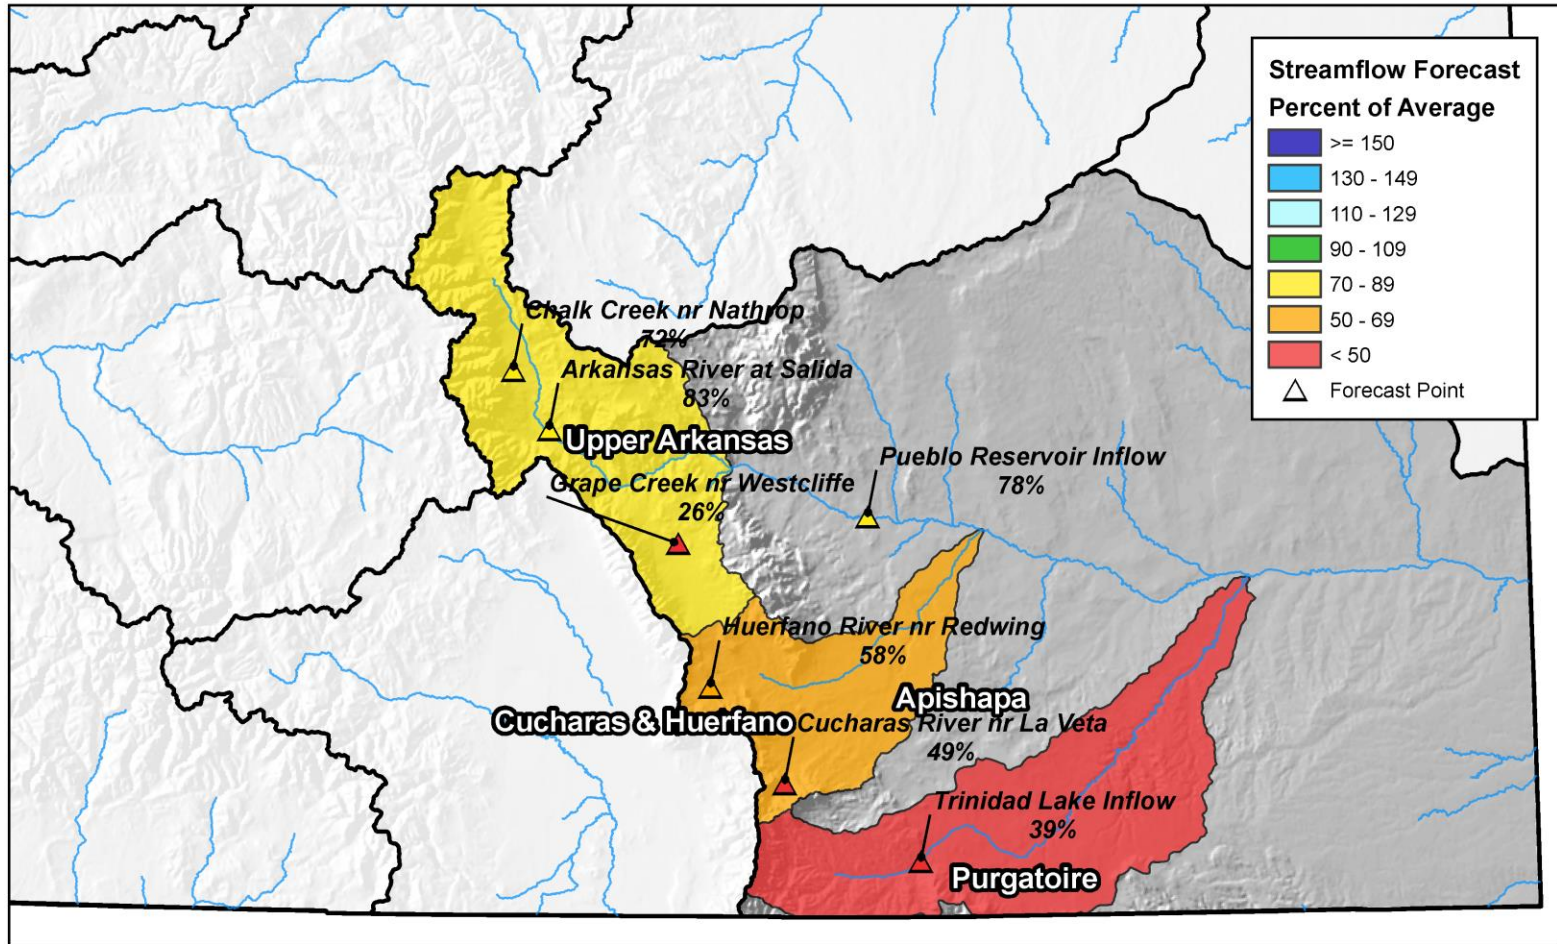 Streamflow Forecast
Percent of Average
>= 150
130 - 149
110 - 129
90 - 109
70 - 89
50 - 69
< 50
Forecast Point
Chalk Creek nr Nathrop
72%
Arkansas River at Salida
83%
Upper Arkansas
Pueblo Reservoir Inflow
78%
Grape Creek nr Westcliffe
26%
Huerfano River nr Redwing
58%
Apishapa
Cucharas & Huerfano
Cucharas River nr La Veta
49%
Trinidad Lake Inflow
39%
Purgatoire